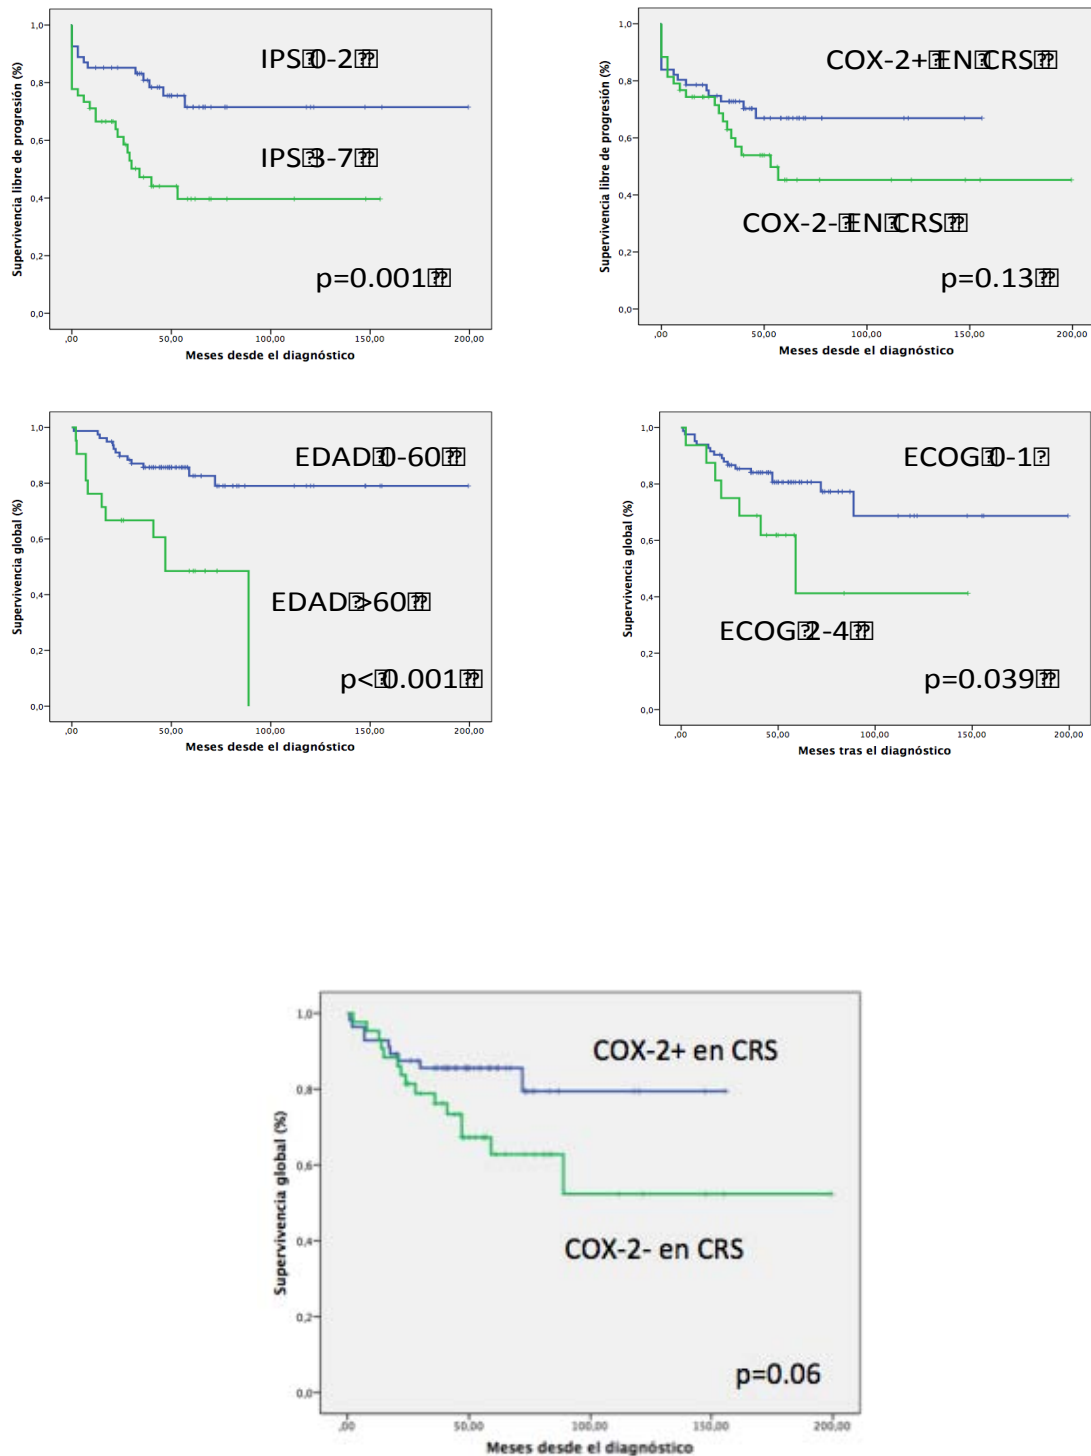 Supervivencia libre de progresión (%)
1,0
0,8
0,6
0,4
0,2
0,0
IPS 0-2
IPS 3-7
p=0.001
,00 50,00 100,00 150,00 200,00
Meses desde el diagnóstico
Supervivencia libre de progresión (%)
1,0
0,8
0,6
0,4
0,2
0,0
COX-2+ EN CRS
COX-2- EN CRS
p=0.13
,00 50,00 100,00 150,00 200,00
Meses desde el diagnóstico
Supervivencia global (%)
1,0
0,8
0,6
0,4
0,2
0,0
EDAD 0-60
EDAD >60
p< 0.001
,00 50,00 100,00 150,00 200,00
Meses desde el diagnóstico
Supervivencia global (%)
1,0
0,8
0,6
0,4
0,2
0,0
ECOG 0-1
ECOG 2-4
p=0.039
,00 50,00 100,00 150,00 200,00
Meses tras el diagnóstico
Supervivencia global (%)
1,0
0,8
0,6
0,4
0,2
0,0
COX-2+ en CRS
COX-2- en CRS
p=0.06
,00 50,00 100,00 150,00 200,00
Meses desde el diagnóstico